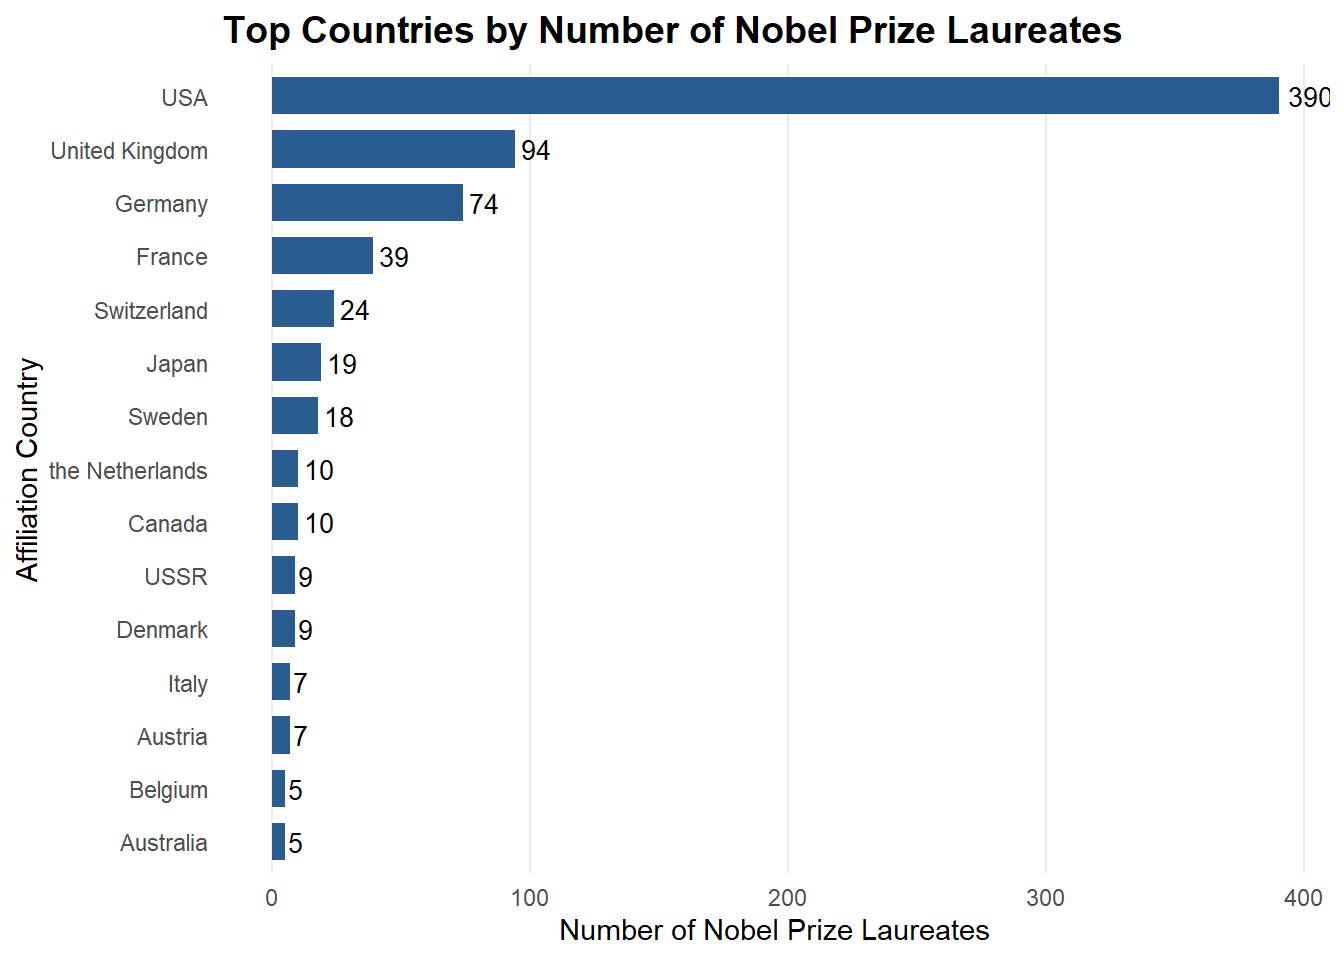 Top Countries by Number of Nobel Prize Laureates
USA 390
United Kingdom 94
Germany 74
France 39
Switzerland 24
Japan 19
Sweden 18
the Netherlands 10
Canada 10
USSR 9
Denmark 9
Italy 7
Austria 7
Belgium 5
Australia 5
Affiliation Country
0 100 200 300 400
Number of Nobel Prize Laureates